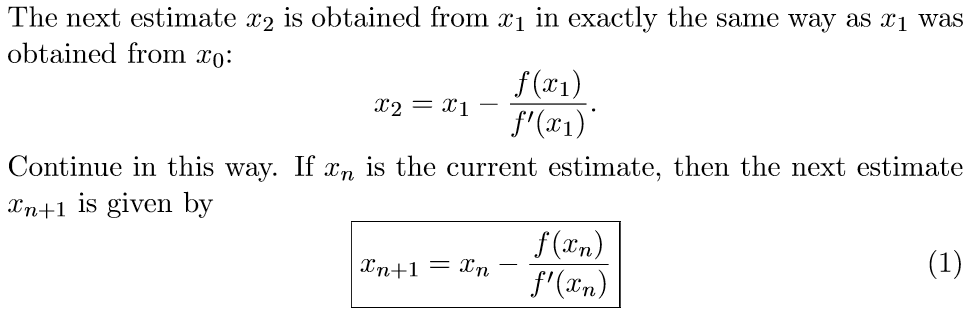 The next estimate $x_2$ is obtained from $x_1$ in exactly the same way as $x_1$ was
obtained from $x_0$:
$$x_2 = x_1 - \frac{f(x_1)}{f'(x_1)}.$$
Continue in this way. If $x_n$ is the current estimate, then the next estimate
$x_{n+1}$ is given by
$$\boxed{x_{n+1} = x_n - \frac{f(x_n)}{f'(x_n)}} \quad (1)$$